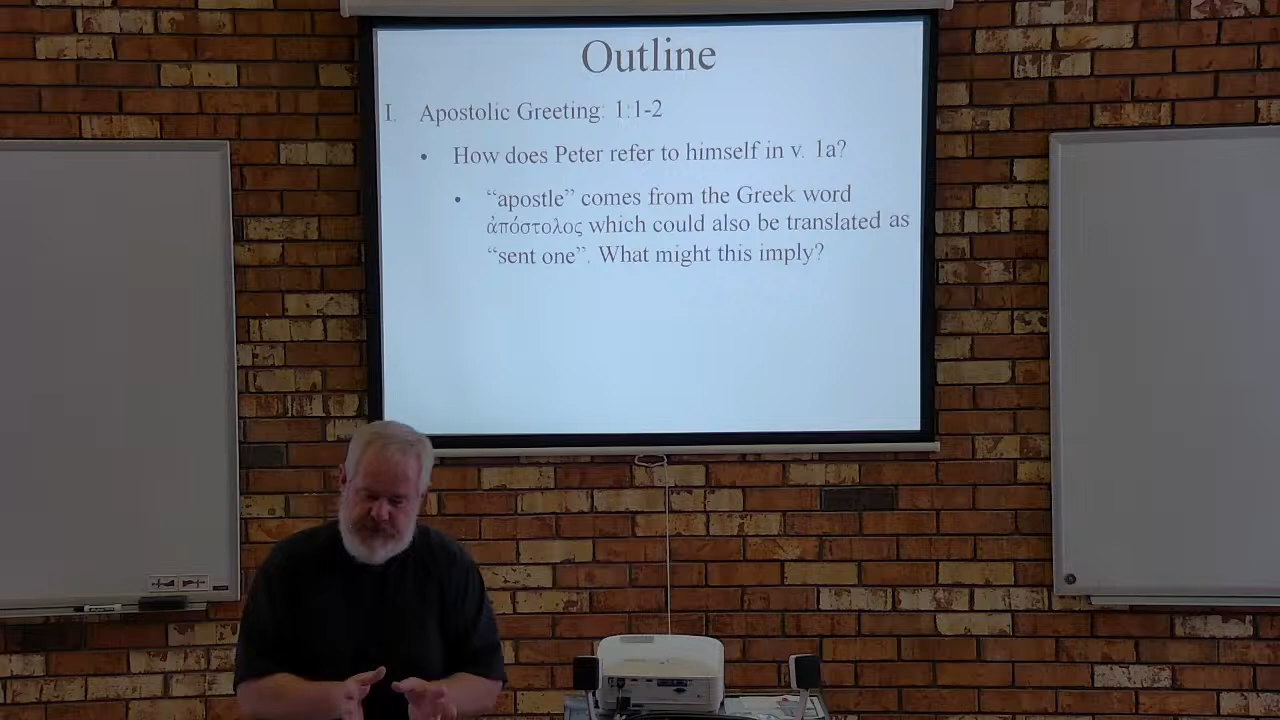 Outline
I. Apostolic Greeting: 1:1-2
• How does Peter refer to himself in v. 1a?
• “apostle” comes from the Greek word
ἀπόστολος which could also be translated as
“sent one”. What might this imply?